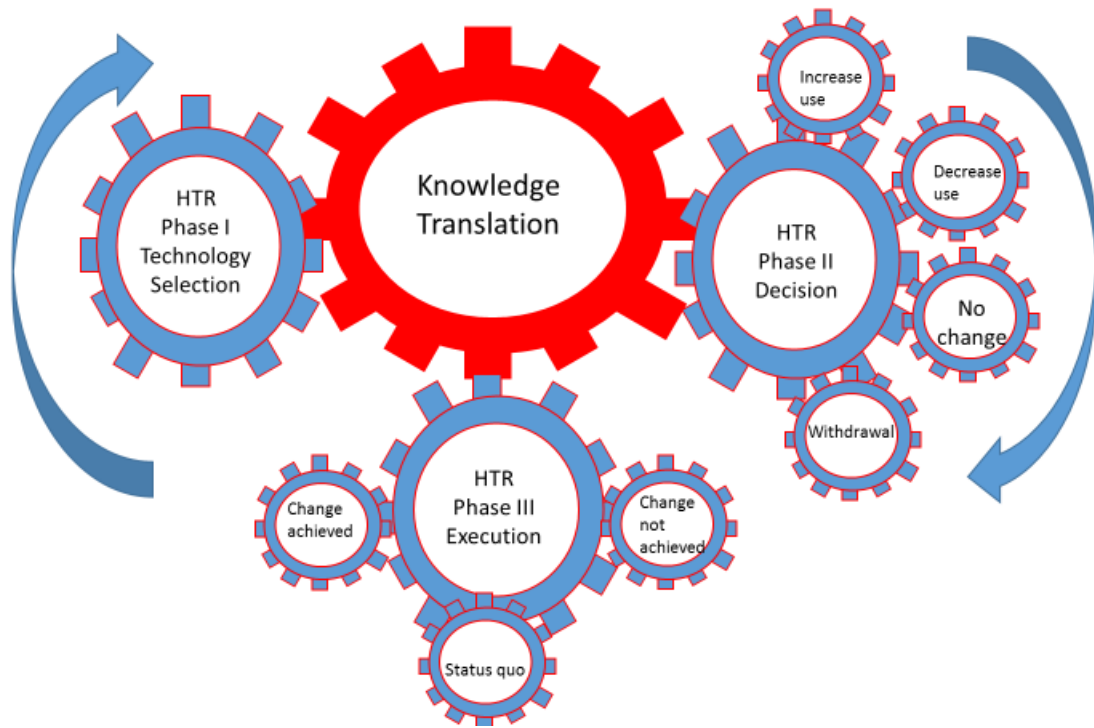 Knowledge
Translation
HTR
Phase I
Technology
Selection
HTR
Phase II
Decision
Increase
use
Decrease
use
No
change
Withdrawal
HTR
Phase III
Execution
Change
achieved
Change
not
achieved
Status quo